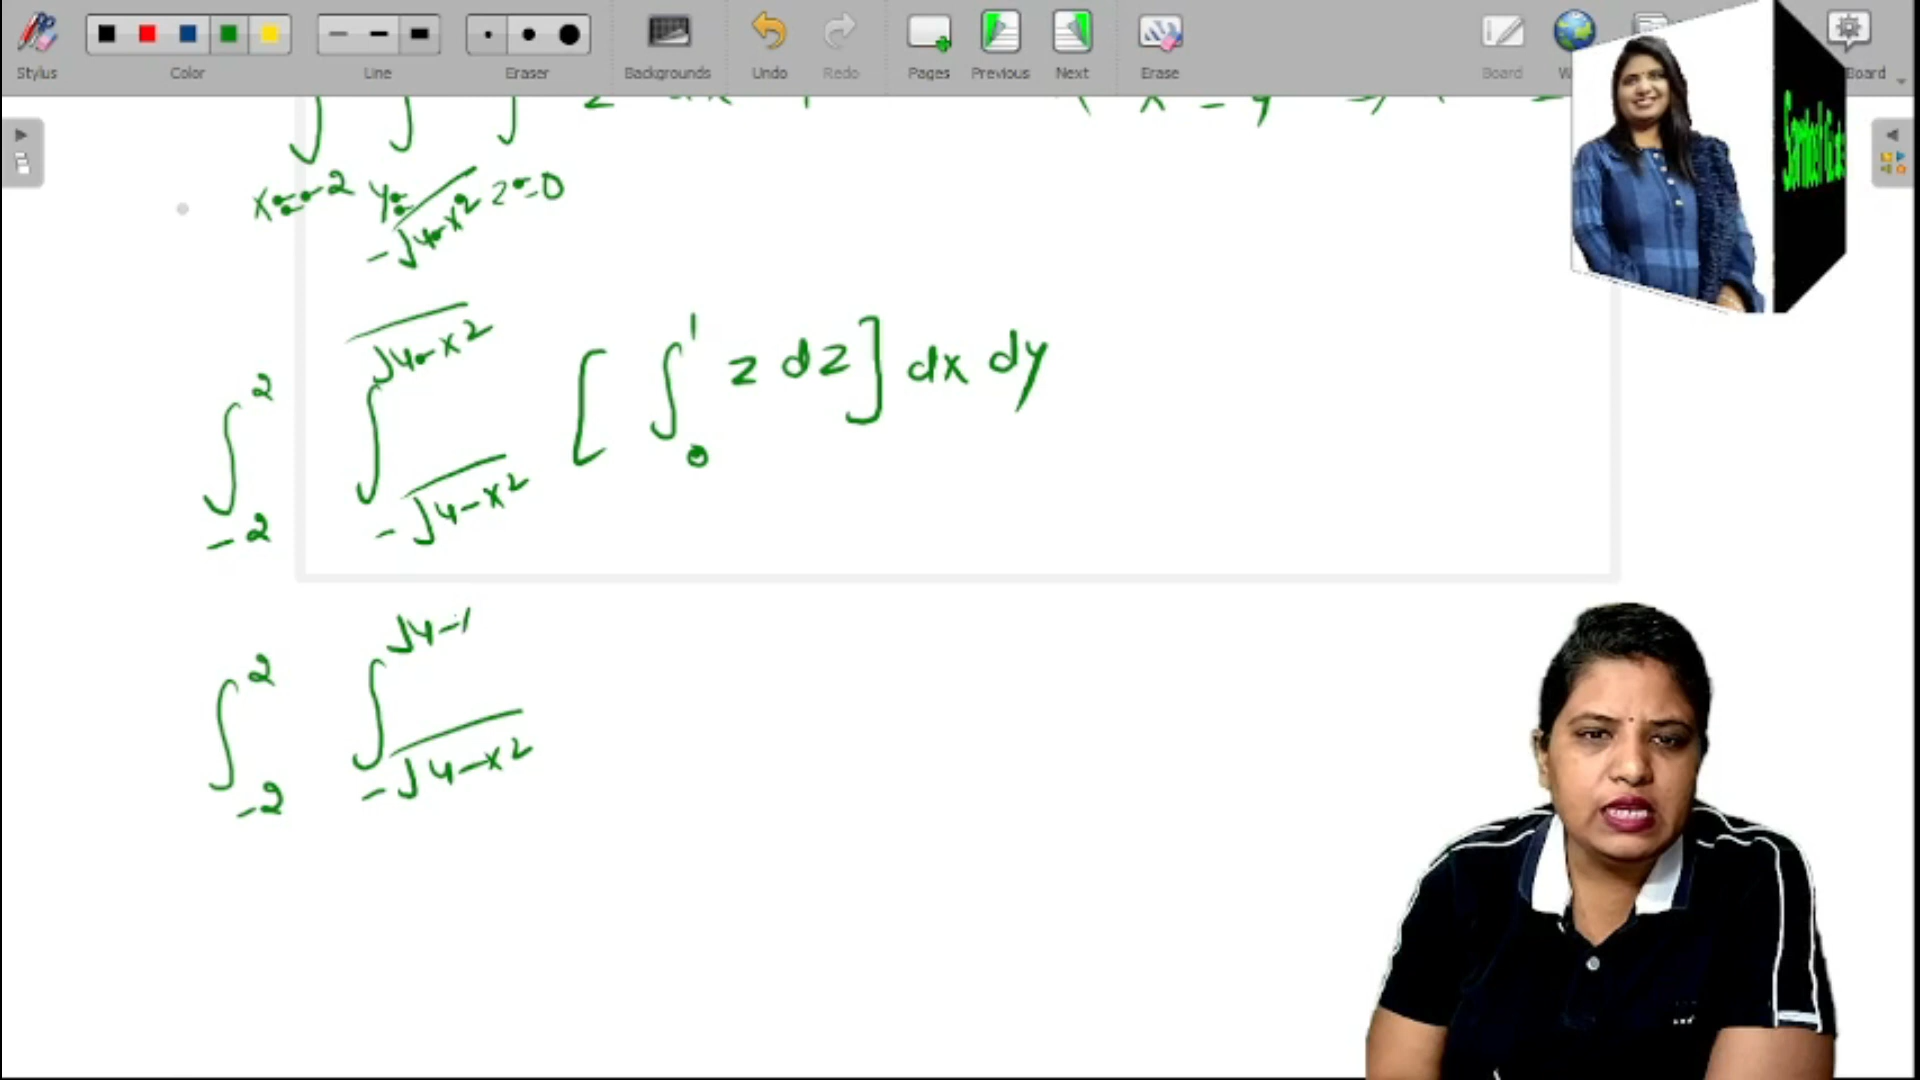 Stylus Color Line Eraser Backgrounds Undo Redo Pages Previous Next Erase Board Board
x=-2 y=-√4-x² z=0
∫_{-2}^{2} ∫_{-√4-x²}^{√4-x²} [ ∫_0^1 z dz ] dx dy
∫_{-2}^{2} ∫_{-√4-x²}^{√4-